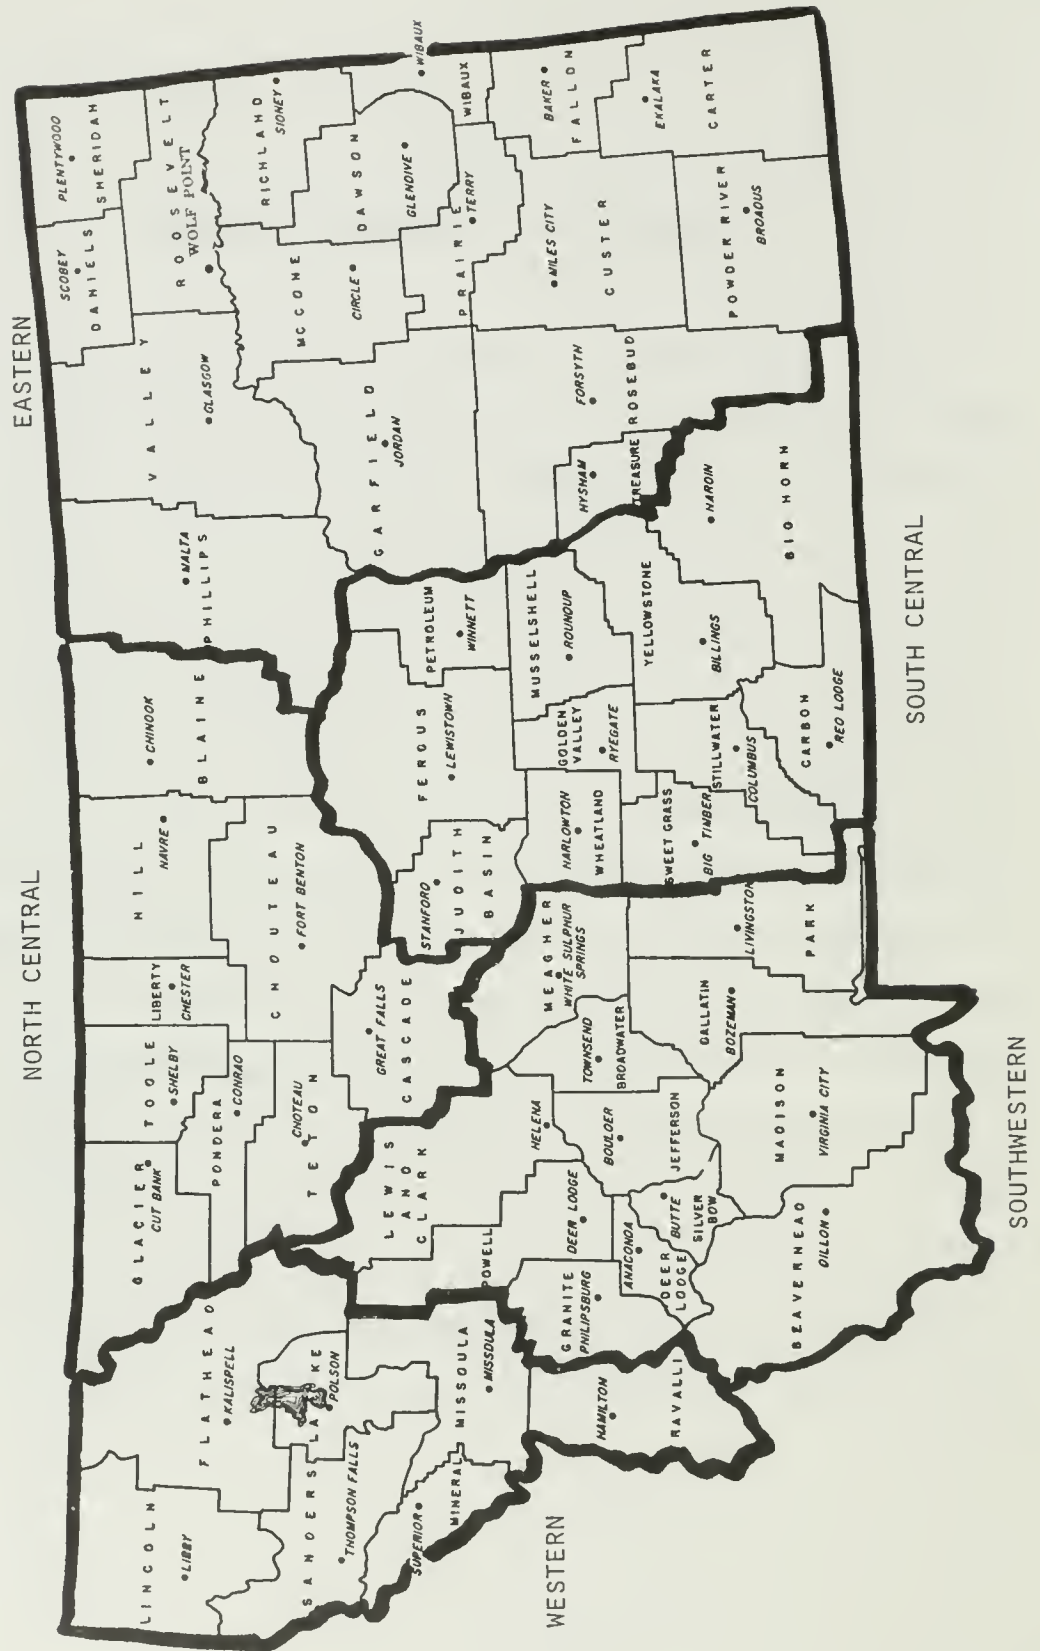 NORTH CENTRAL
EASTERN
WESTERN
SOUTHWESTERN
SOUTH CENTRAL
LINCOLN
LIBBY
FLATHEAD
KALISPELL
SANDERS
THOMPSON FALLS
LAKE
POLSON
MINERAL
SUPERIOR
MISSOULA
MISSOULA
RAVALLI
HAMILTON
GLACIER
CUT BANK
TOOLE
SHELBY
PONDERA
CONRAD
LIBERTY
CHESTER
HILL
HAVRE
BLAINE
CHINOOK
CHOUTEAU
FORT BENTON
TETON
CHOTEAU
CASCADE
GREAT FALLS
LEWIS
AND
CLARK
HELENA
POWELL
DEER LODGE
GRANITE
PHILIPSBURG
DEER
LODGE
ANACONDA
SILVER
BOW
BUTTE
JEFFERSON
BOULDER
BROADWATER
TOWNSEND
MEAGHER
WHITE SULPHUR
SPRINGS
GALLATIN
BOZEMAN
PARK
LIVINGSTON
MADISON
VIRGINIA CITY
BEAVERHEAD
DILLON
JUDITH
BASIN
STANFORD
FERGUS
LEWISTOWN
PETROLEUM
WINNETT
WHEATLAND
HARLOWTON
GOLDEN
VALLEY
RYEGATE
MUSSELSHELL
ROUNDUP
SWEET GRASS
BIG TIMBER
STILLWATER
COLUMBUS
YELLOWSTONE
BILLINGS
CARBON
RED LODGE
BIG HORN
HARDIN
PHILLIPS
MALTA
VALLEY
GLASGOW
DANIELS
SCOBEY
SHERIDAN
PLENTYWOOD
ROOSEVELT
WOLF POINT
RICHLAND
SIDNEY
MCCONE
CIRCLE
DAWSON
GLENDIVE
WIBAUX
WIBAUX
GARFIELD
JORDAN
PRAIRIE
TERRY
TREASURE
HYSHAM
ROSEBUD
FORSYTH
CUSTER
MILES CITY
FALLON
BAKER
CARTER
EKALAKA
POWDER RIVER
BROADUS